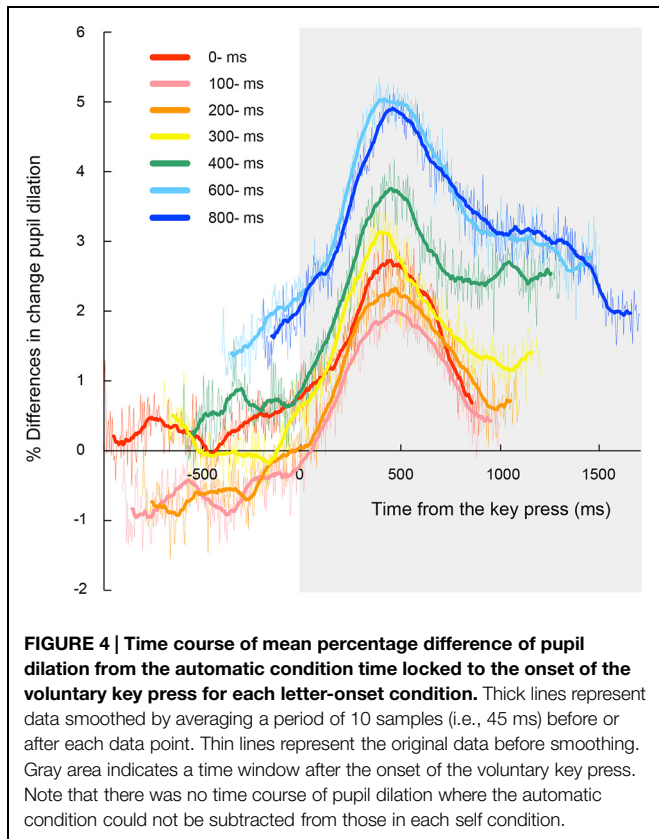 6
5
4
3
2
1
0
-1
-2
% Differences in change pupil dilation
0- ms
100- ms
200- ms
300- ms
400- ms
600- ms
800- ms
-500
0
500
1000
1500
Time from the key press (ms)
FIGURE 4 | Time course of mean percentage difference of pupil
dilation from the automatic condition time locked to the onset of the
voluntary key press for each letter-onset condition. Thick lines represent
data smoothed by averaging a period of 10 samples (i.e., 45 ms) before or
after each data point. Thin lines represent the original data before smoothing.
Gray area indicates a time window after the onset of the voluntary key press.
Note that there was no time course of pupil dilation where the automatic
condition could not be subtracted from those in each self condition.